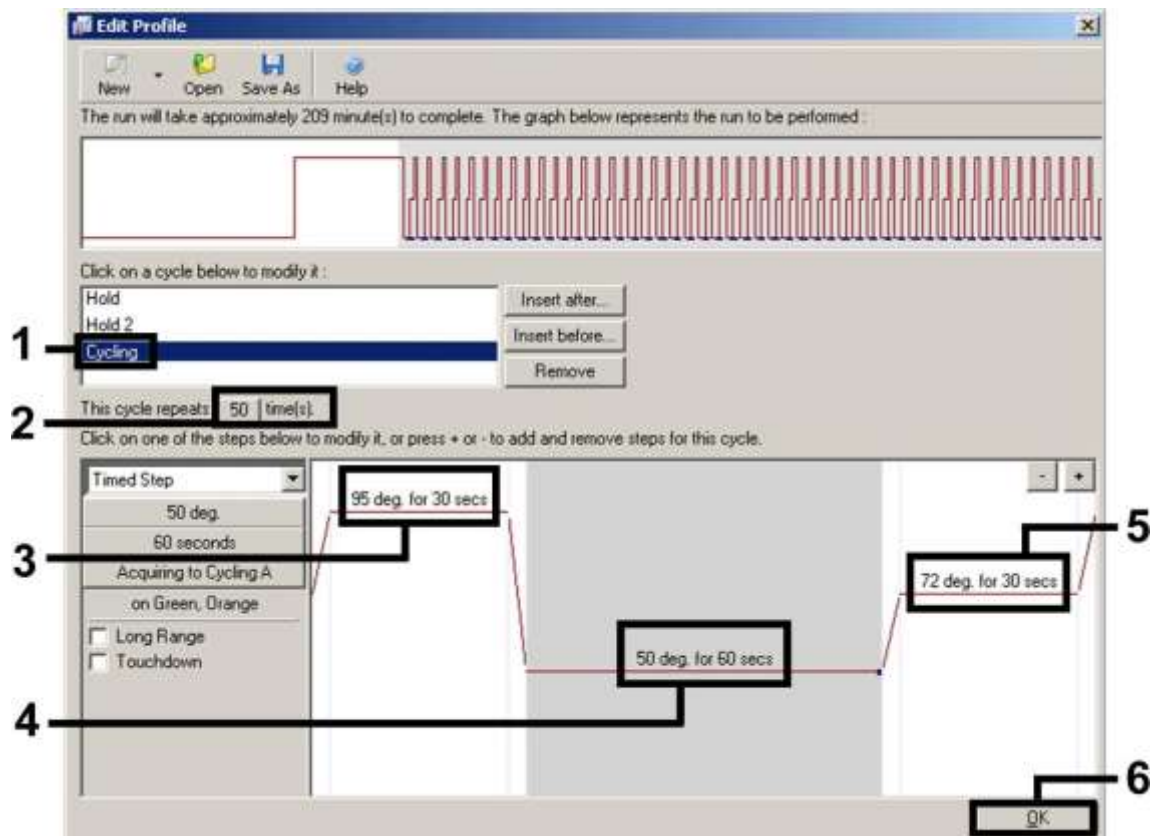 Edit Profile
New Open Save As Help
The run will take approximately 209 minute(s) to complete. The graph below represents the run to be performed :
Click on a cycle below to modify it :
Hold
Insert after...
Hold 2
Insert before...
1
Cycling
Remove
2
This cycle repeats 50 time(s).
Click on one of the steps below to modify it, or press + or - to add and remove steps for this cycle.
Timed Step
- +
50 deg.
60 seconds
Acquiring to Cycling A
on Green, Orange
Long Range
Touchdown
95 deg. for 30 secs
3
50 deg. for 60 secs
4
72 deg. for 30 secs
5
6
OK